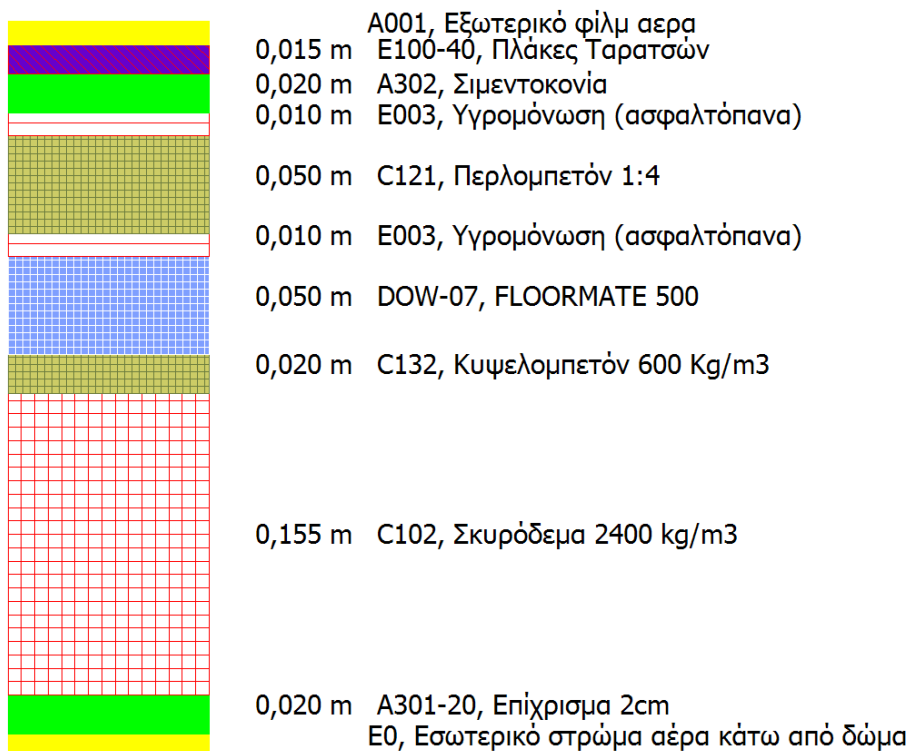 A001, Εξωτερικό φίλμ αερα
0,015 m E100-40, Πλάκες Ταρατσών
0,020 m A302, Σιμεντοκονία
0,010 m E003, Υγρομόνωση (ασφαλτόπανα)
0,050 m C121, Περλομπετόν 1:4
0,010 m E003, Υγρομόνωση (ασφαλτόπανα)
0,050 m DOW-07, FLOORMATE 500
0,020 m C132, Κυψελομπετόν 600 Kg/m3
0,155 m C102, Σκυρόδεμα 2400 kg/m3
0,020 m A301-20, Επίχρισμα 2cm
E0, Εσωτερικό στρώμα αέρα κάτω από δώμα